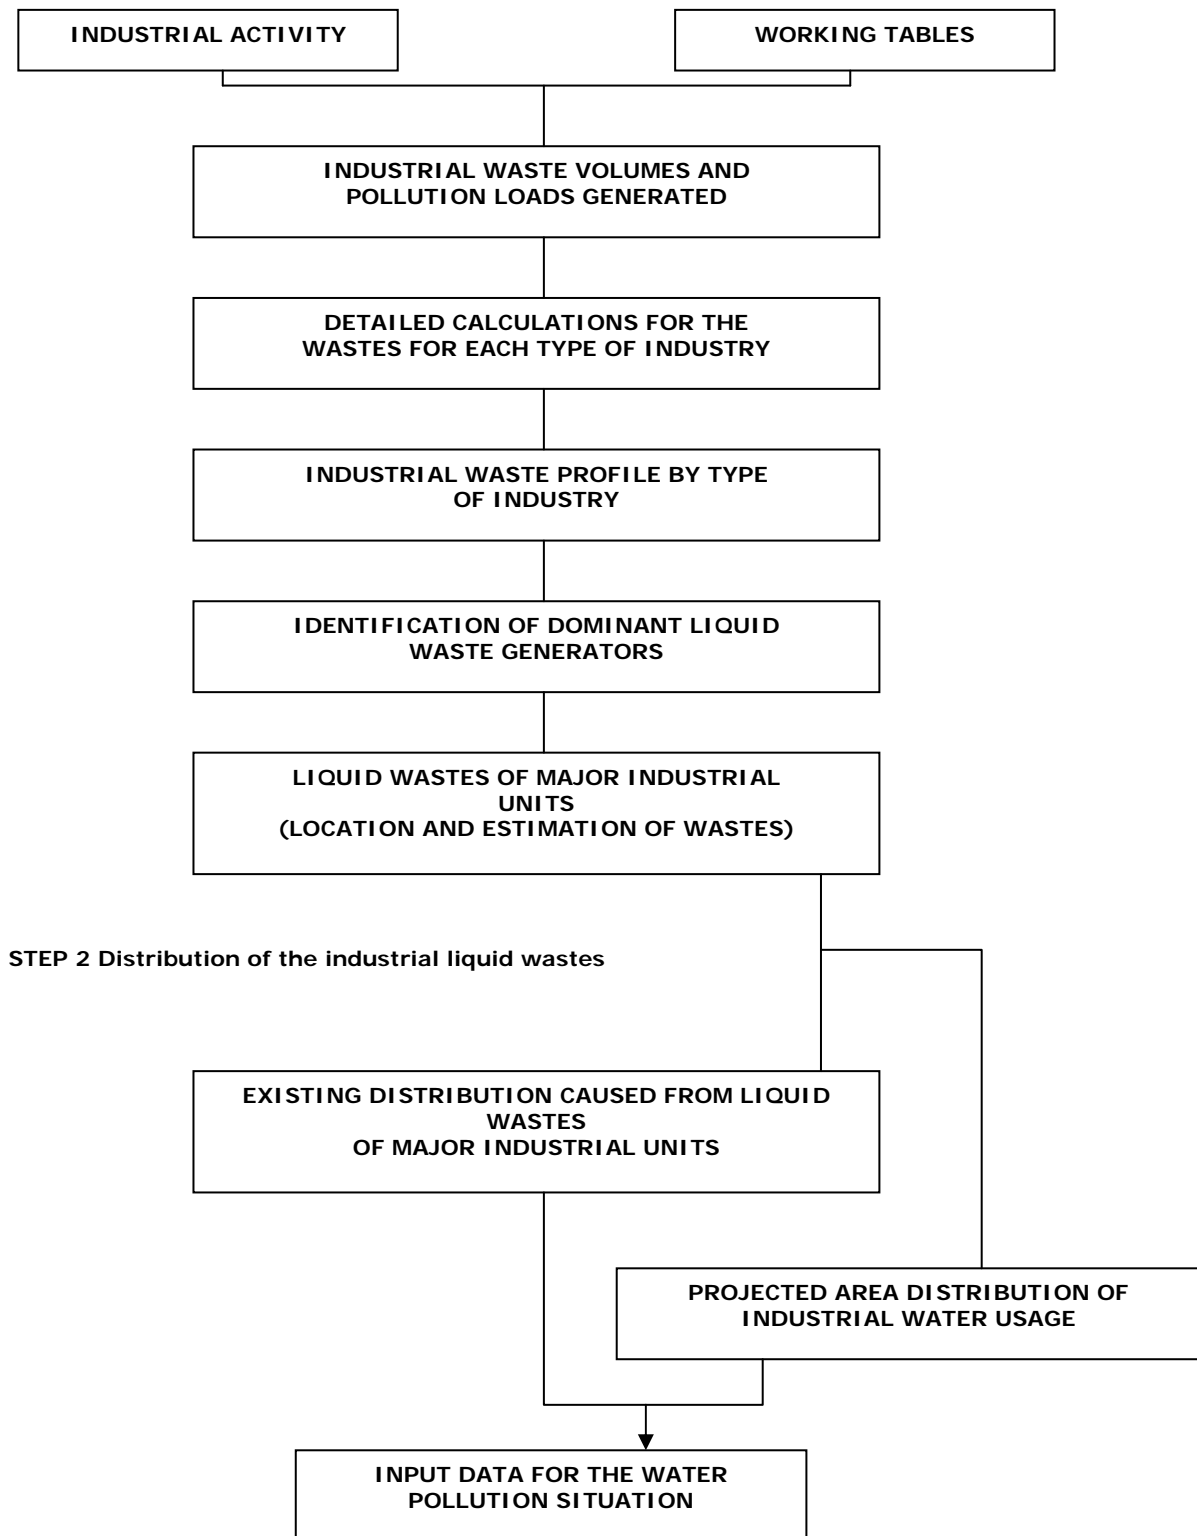 INDUSTRIAL ACTIVITY
WORKING TABLES
INDUSTRIAL WASTE VOLUMES AND
POLLUTION LOADS GENERATED
DETAILED CALCULATIONS FOR THE
WASTES FOR EACH TYPE OF INDUSTRY
INDUSTRIAL WASTE PROFILE BY TYPE
OF INDUSTRY
IDENTIFICATION OF DOMINANT LIQUID
WASTE GENERATORS
LIQUID WASTES OF MAJOR INDUSTRIAL
UNITS
(LOCATION AND ESTIMATION OF WASTES)
STEP 2 Distribution of the industrial liquid wastes
EXISTING DISTRIBUTION CAUSED FROM LIQUID
WASTES
OF MAJOR INDUSTRIAL UNITS
PROJECTED AREA DISTRIBUTION OF
INDUSTRIAL WATER USAGE
INPUT DATA FOR THE WATER
POLLUTION SITUATION